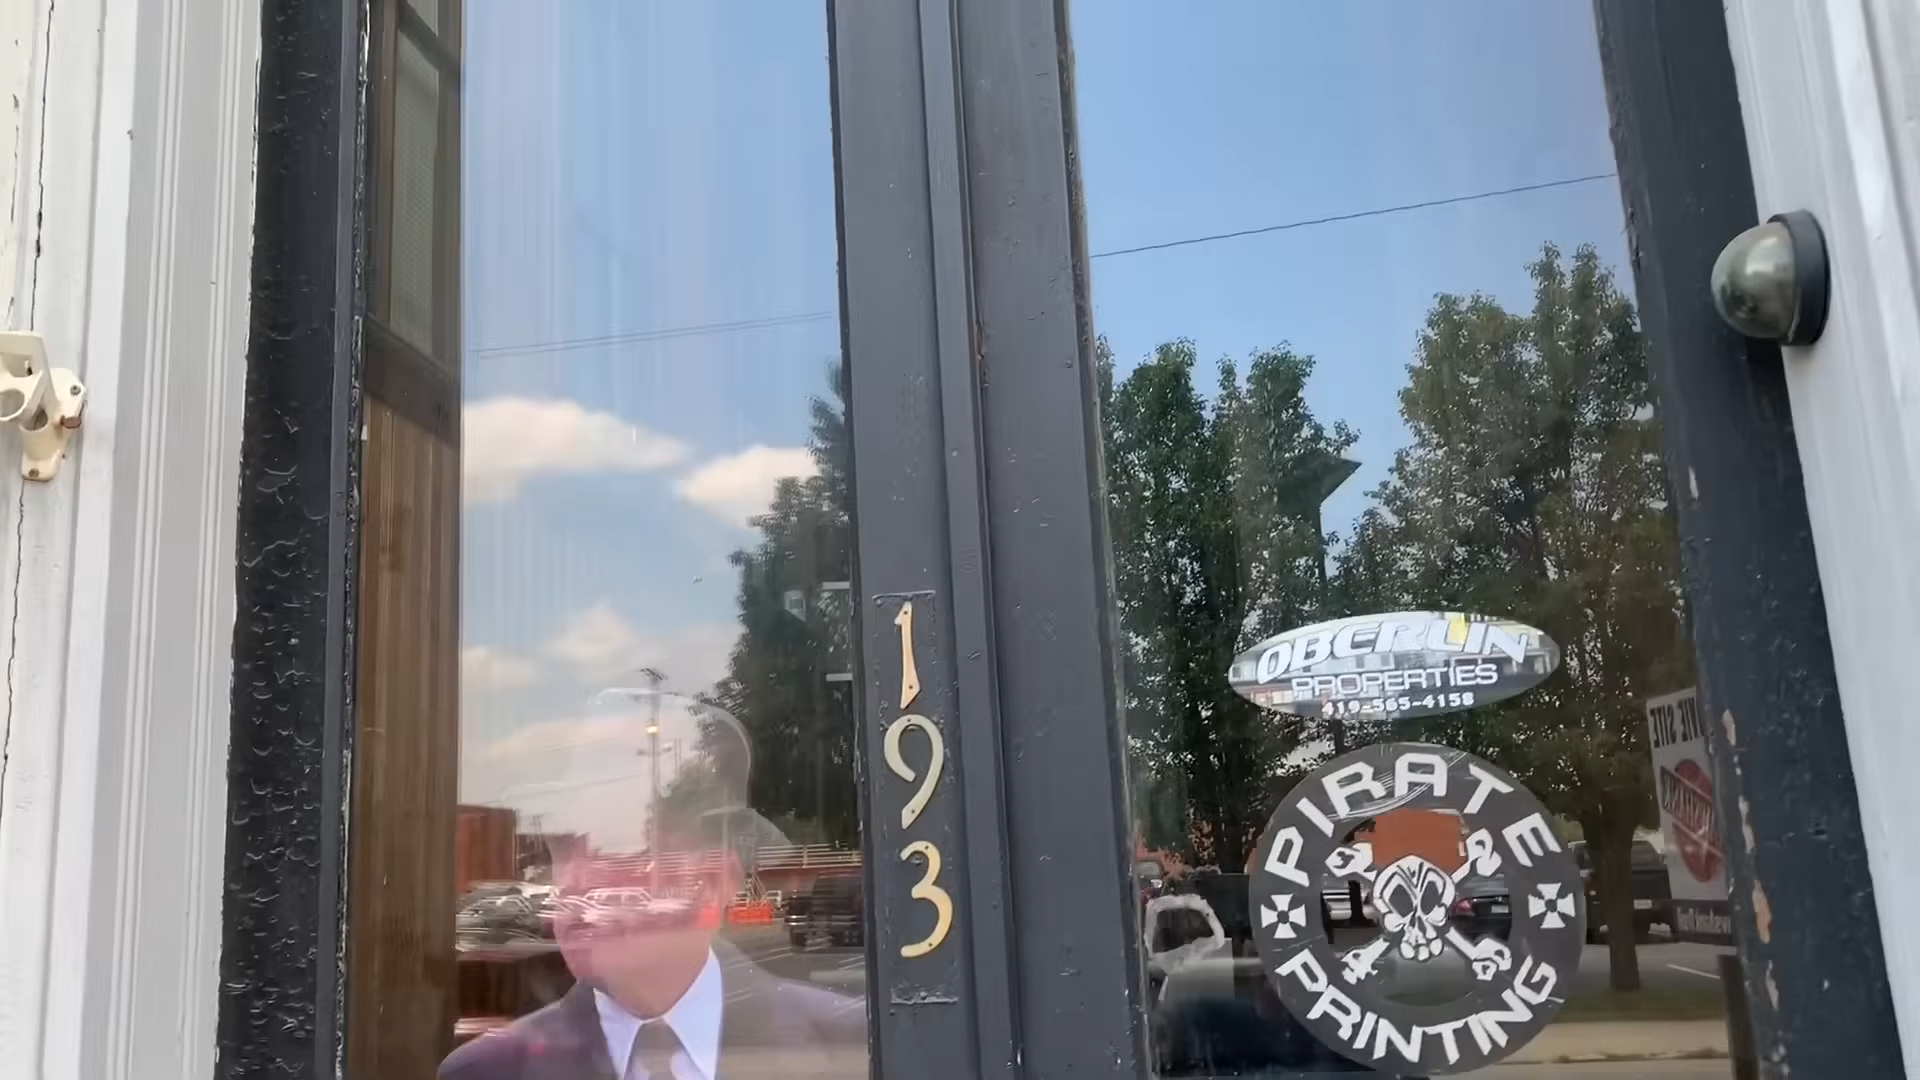 193
OBERLIN
PROPERTIES
419-565-4158
PIRATE
PRINTING